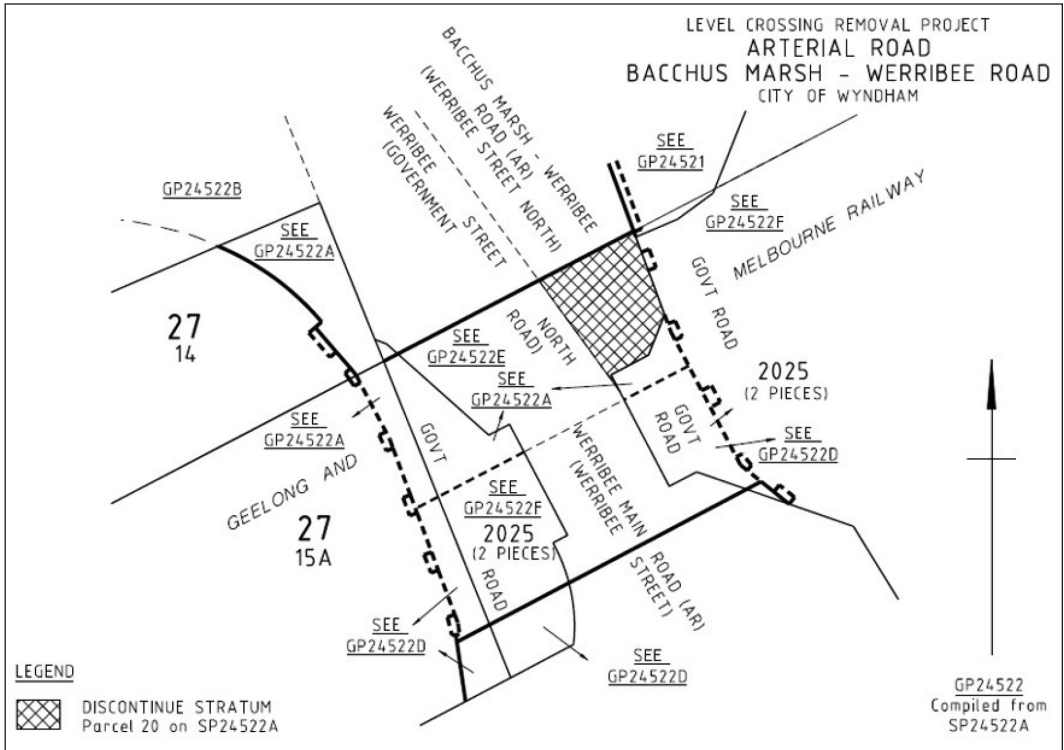 LEVEL CROSSING REMOVAL PROJECT
ARTERIAL ROAD
BACCHUS MARSH - WERRIBEE ROAD
CITY OF WYNDHAM
BACCHUS MARSH - WERRIBEE
ROAD (AR)
(WERRIBEE STREET NORTH)
WERRIBEE STREET NORTH
(GOVERNMENT ROAD)
SEE
GP24521
GP24522B
SEE
GP24522A
SEE
GP24522F
MELBOURNE RAILWAY
GOVT ROAD
27
14
SEE
GP24522E
SEE
GP24522A
2025
(2 PIECES)
SEE
GP24522A
GOVT
GOVT
ROAD
SEE
GP24522D
GEELONG AND
SEE
GP24522F
2025
(2 PIECES)
WERRIBEE MAIN ROAD (AR)
(WERRIBEE STREET)
27
15A
ROAD
SEE
GP24522D
SEE
GP24522D
LEGEND
DISCONTINUE STRATUM
Parcel 20 on SP24522A
GP24522
Compiled from
SP24522A